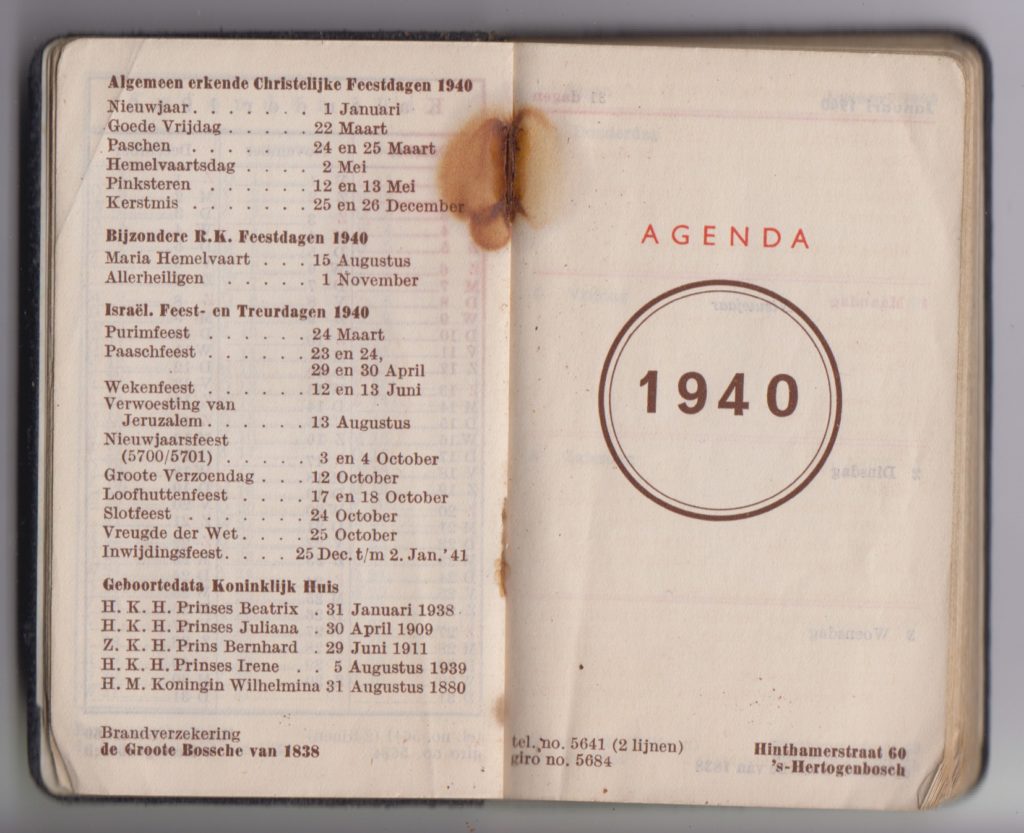 Algemeen erkende Christelijke Feestdagen 1940
Nieuwjaar . . . . . . . 1 Januari
Goede Vrijdag . . . . . 22 Maart
Paschen . . . . . . 24 en 25 Maart
Hemelvaartsdag . . . . 2 Mei
Pinksteren . . . . . . 12 en 13 Mei
Kerstmis . . . . . . . 25 en 26 December
Bijzondere R.K. Feestdagen 1940
Maria Hemelvaart . . . 15 Augustus
Allerheiligen . . . . . 1 November
Israël. Feest- en Treurdagen 1940
Purimfeest . . . . . . 24 Maart
Paaschfeest . . . . . . 23 en 24,
29 en 30 April
Wekenfeest . . . . . . 12 en 13 Juni
Verwoesting van
Jeruzalem . . . . . . 13 Augustus
Nieuwjaarsfeest
(5700/5701) . . . . . 3 en 4 October
Groote Verzoendag . . . 12 October
Loofhuttenfeest . . . . 17 en 18 October
Slotfeest . . . . . . . 24 October
Vreugde der Wet . . . . 25 October
Inwijdingsfeest . . . . 25 Dec. t/m 2. Jan.'41
Geboortedata Koninklijk Huis
H. K. H. Prinses Beatrix . 31 Januari 1938
H. K. H. Prinses Juliana . 30 April 1909
Z. K. H. Prins Bernhard . 29 Juni 1911
H. K. H. Prinses Irene . . 5 Augustus 1939
H. M. Koningin Wilhelmina 31 Augustus 1880
Brandverzekering
de Groote Bossche van 1838
AGENDA
1940
tel. no. 5641 (2 lijnen)
giro no. 5684
Hinthamerstraat 60
's-Hertogenbosch